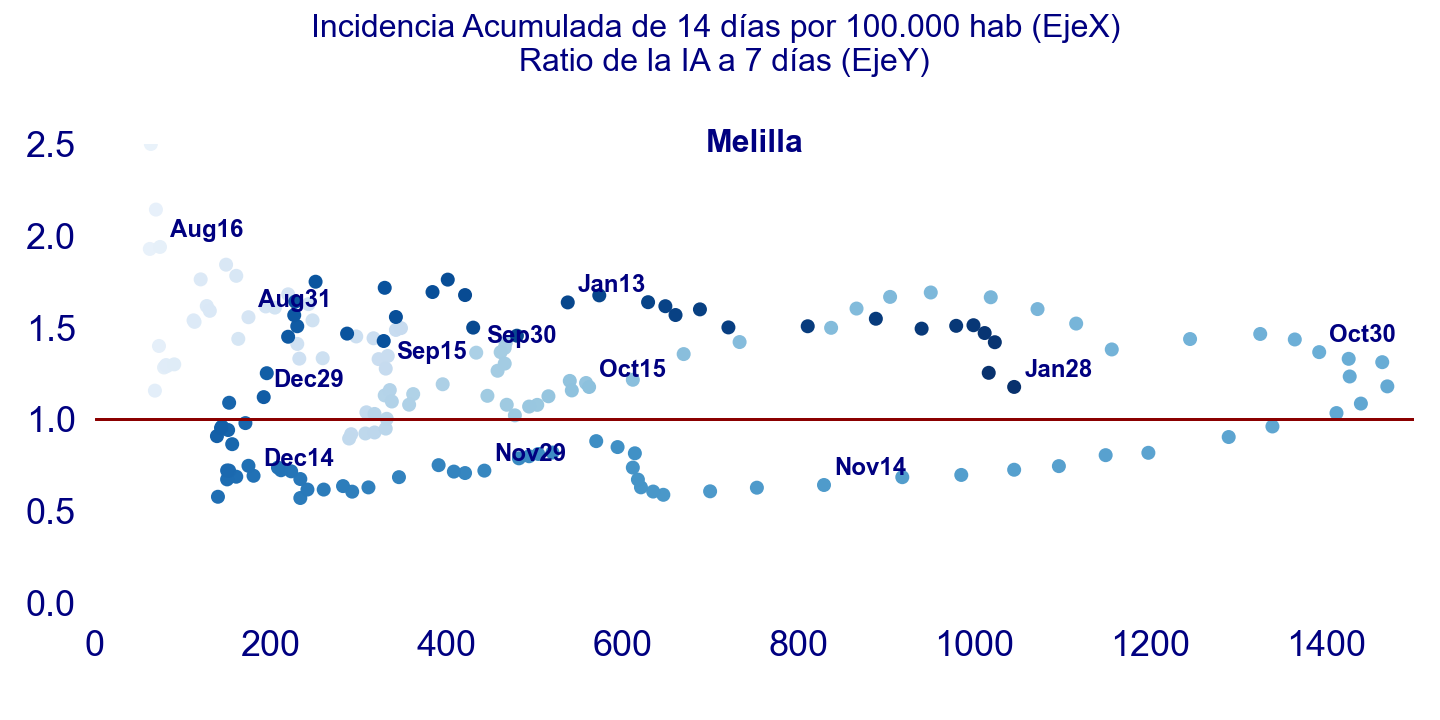 Incidencia Acumulada de 14 días por 100.000 hab (EjeX)
Ratio de la IA a 7 días (EjeY)
Melilla
2.5
2.0
1.5
1.0
0.5
0.0
Aug16
Aug31
Jan13
Sep30
Oct30
Sep15
Oct15
Jan28
Dec29
Nov29
Dec14
Nov14
0 200 400 600 800 1000 1200 1400